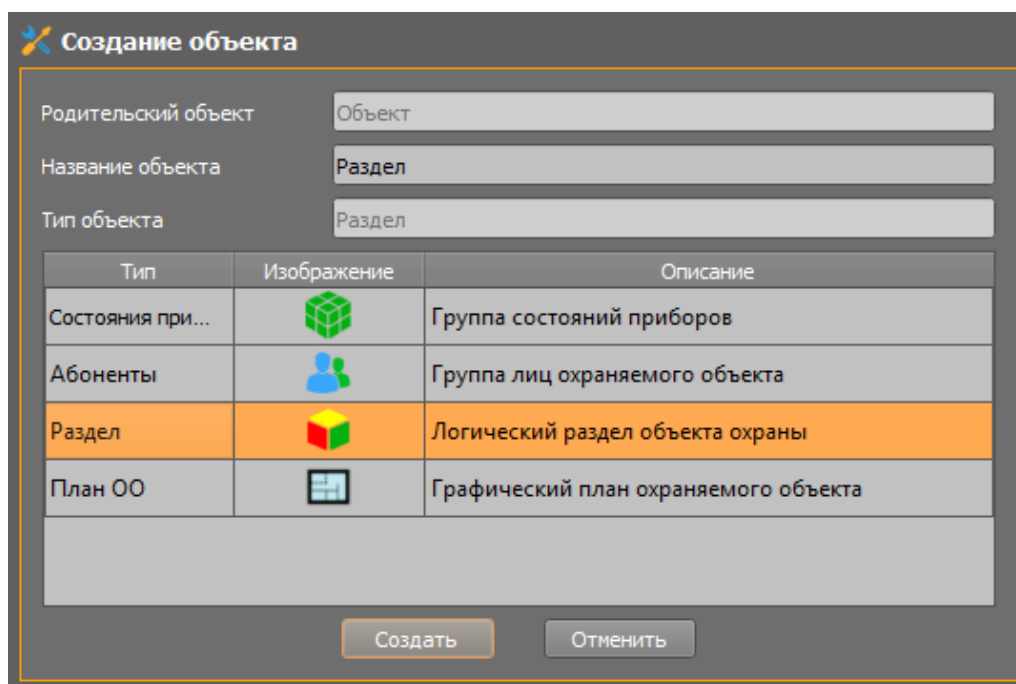 Создание объекта
Родительский объект Объект
Название объекта Раздел
Тип объекта Раздел
Тип Изображение Описание
Состояния при... Группа состояний приборов
Абоненты Группа лиц охраняемого объекта
Раздел Логический раздел объекта охраны
План ОО Графический план охраняемого объекта
Создать Отменить